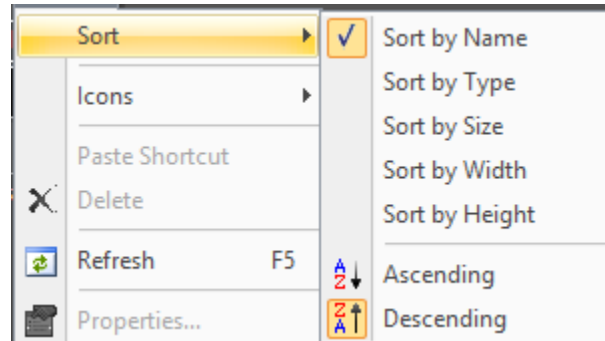 Sort
Icons
Paste Shortcut
Delete
Refresh F5
Properties...
Sort by Name
Sort by Type
Sort by Size
Sort by Width
Sort by Height
A
Z
Ascending
Z
A
Descending